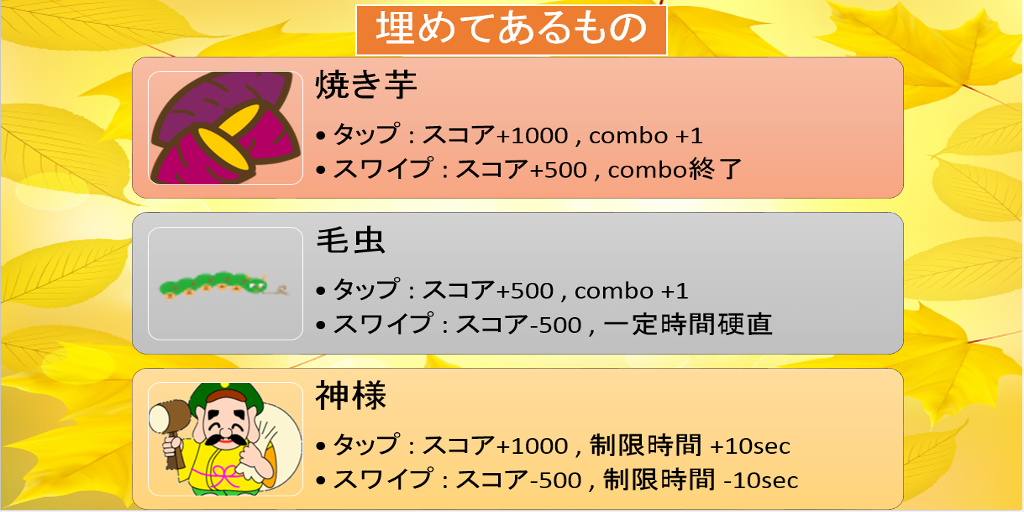 埋めてあるもの
焼き芋
• タップ : スコア+1000 , combo +1
• スワイプ : スコア+500 , combo終了
毛虫
• タップ : スコア+500 , combo +1
• スワイプ : スコア-500 , 一定時間硬直
神様
• タップ : スコア+1000 , 制限時間 +10sec
• スワイプ : スコア-500 , 制限時間 -10sec